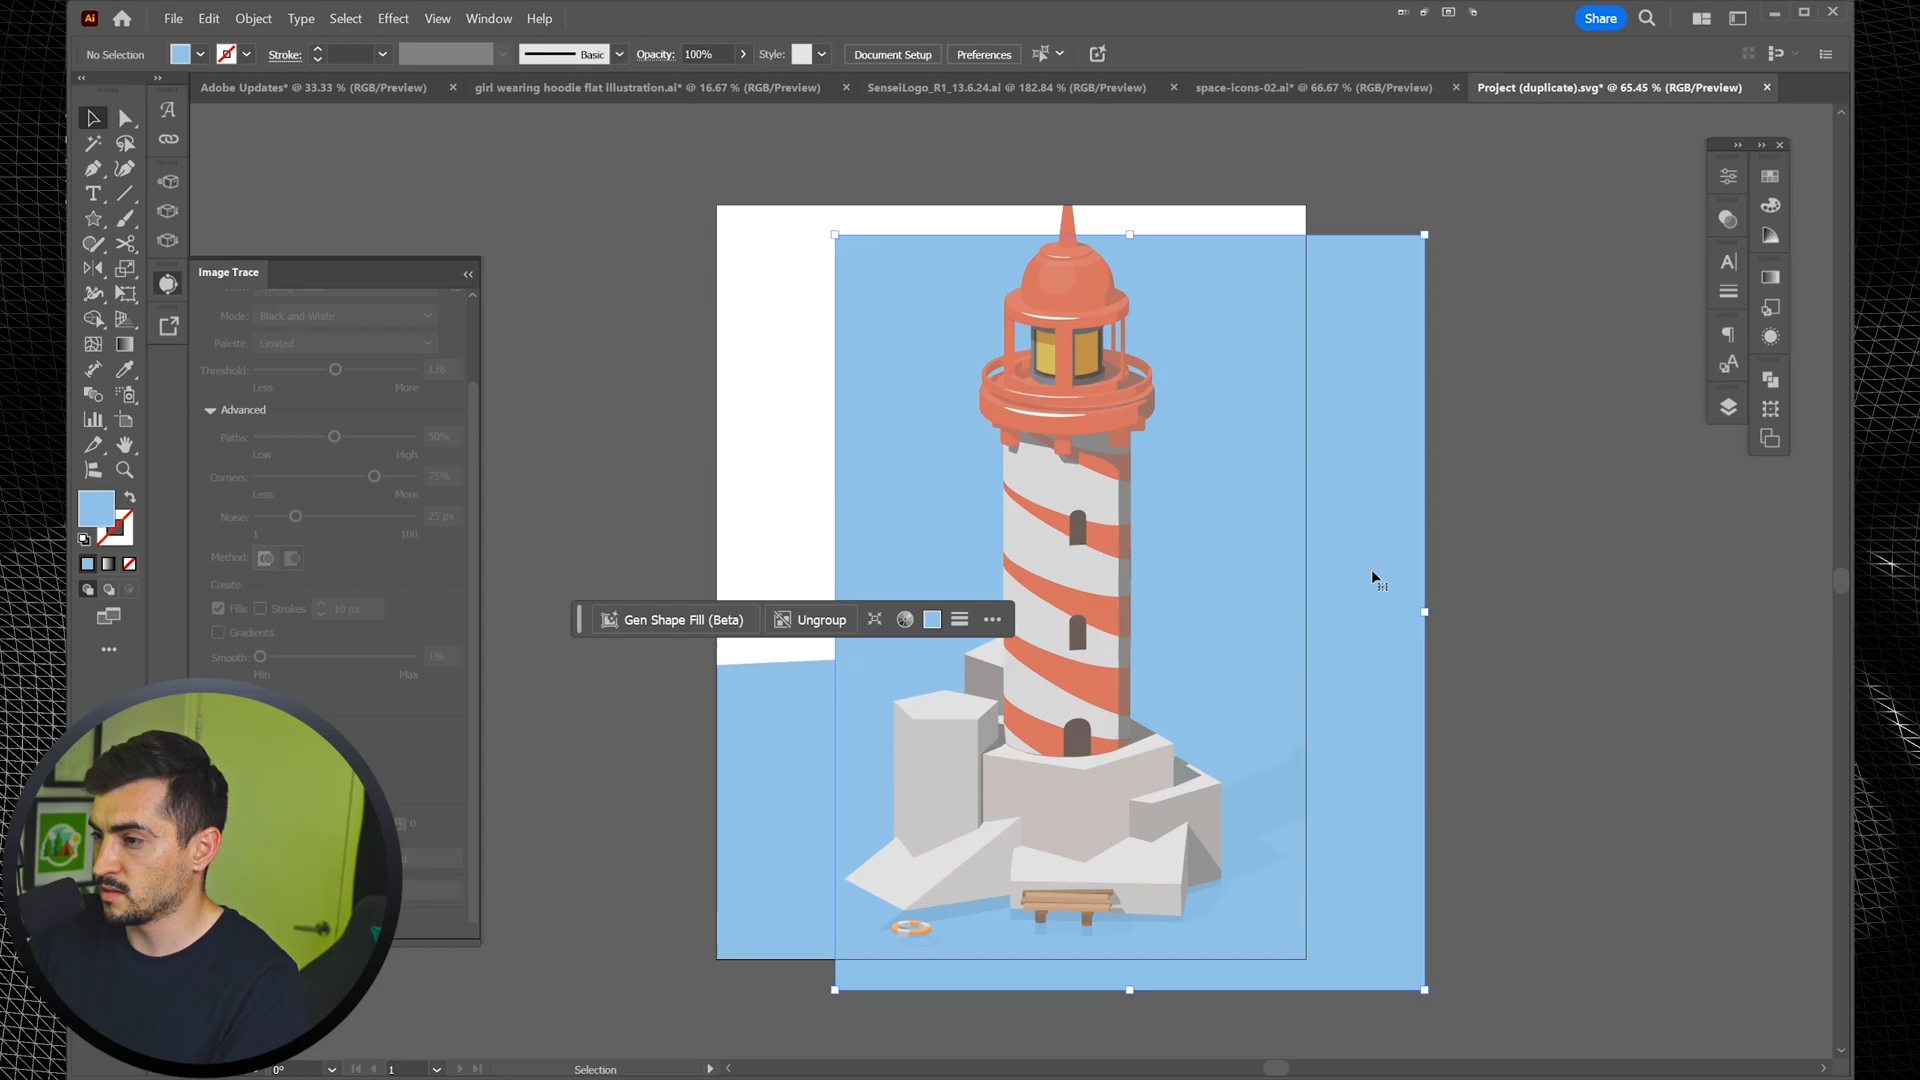 Ai
File Edit Object Type Select Effect View Window Help
Share
No Selection
Stroke:
Basic
Opacity: 100%
Style:
Document Setup
Preferences
Adobe Updates* @ 33.33 % (RGB/Preview)
girl wearing hoodie flat illustration.ai* @ 16.67 % (RGB/Preview)
SenseiLogo_R1_13.6.24.ai @ 182.84 % (RGB/Preview)
space-icons-02.ai* @ 66.67 % (RGB/Preview)
Project (duplicate).svg* @ 65.45 % (RGB/Preview)
Image Trace
Mode: Black and White
Palette: Limited
Threshold: 128
Less More
Advanced
Paths: 50%
Low High
Corners: 75%
Less More
Noise: 25 px
1 100
Method:
Create
Fills Strokes 10 px
Gradients
Smooth: 1%
Min Max
0
Gen Shape Fill (Beta)
Ungroup
0°
1
Selection